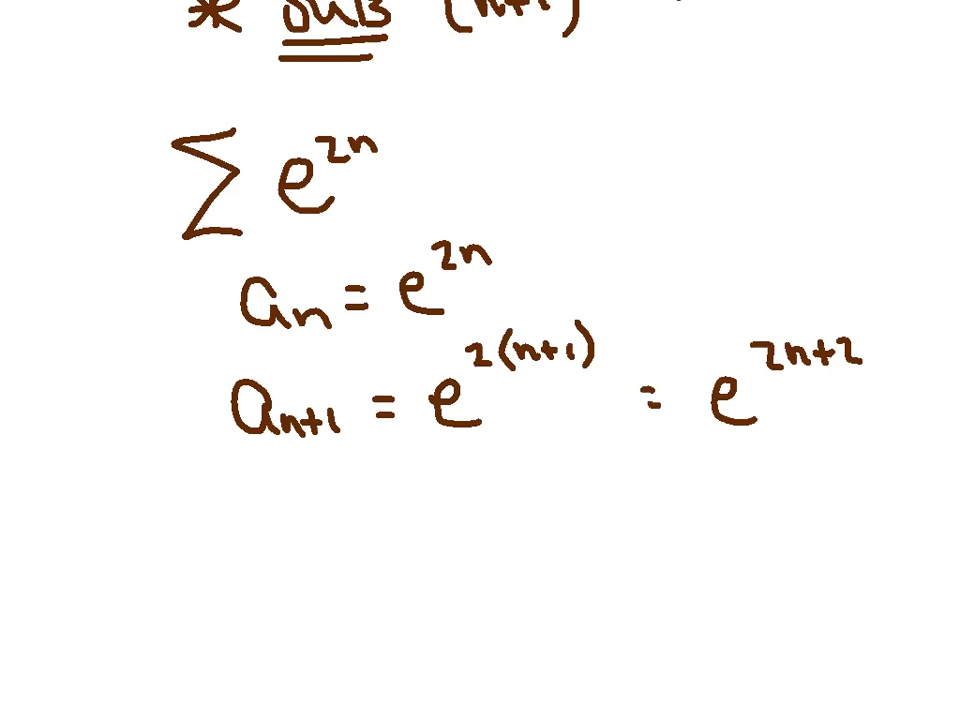 * Sub (n+1)
∑ e^{2n}
a_n = e^{2n}
a_{n+1} = e^{2(n+1)} = e^{2n+2}